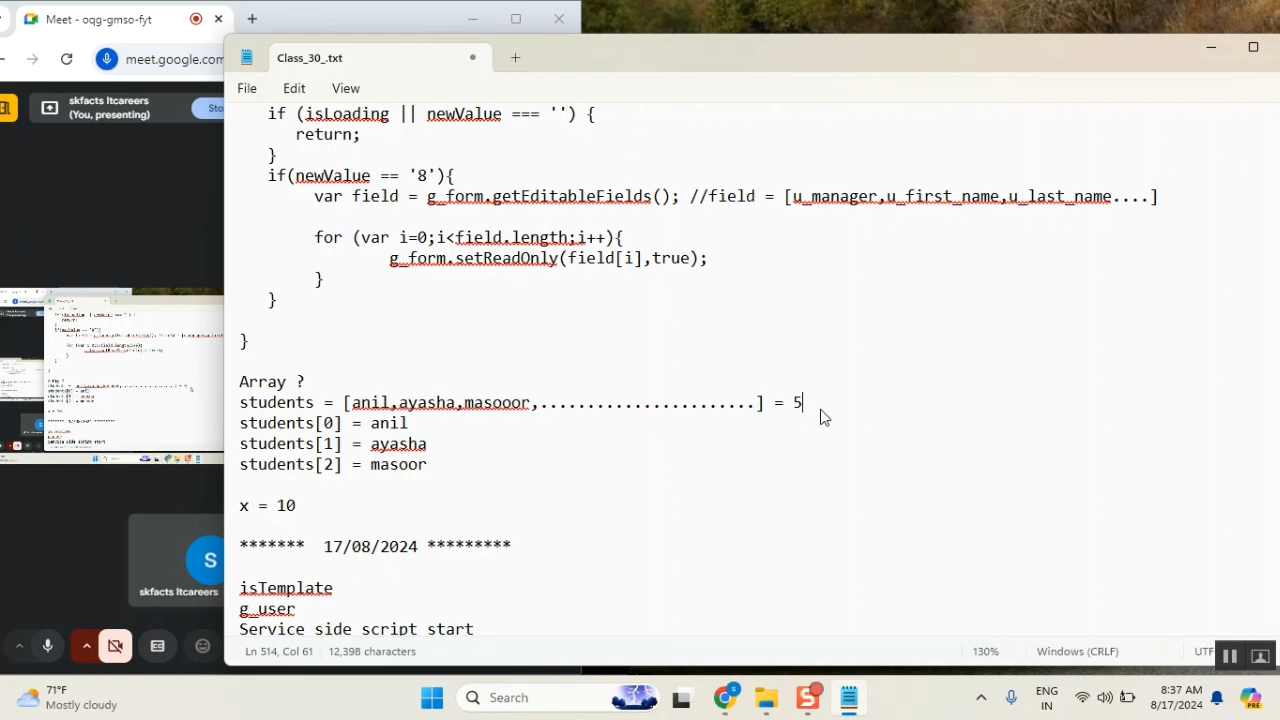 Meet - oqg-gmso-fyt
meet.google.com
skfacts Itcareers
(You, presenting)
Class_30_.txt
File Edit View
if (isLoading || newValue === '') {
return;
}
if(newValue == '8'){
var field = g_form.getEditableFields(); //field = [u_manager,u_first_name,u_last_name....]
for (var i=0;i<field.length;i++){
g_form.setReadOnly(field[i],true);
}
}
}
Array ?
students = [anil,ayasha,masooor,.......................] = 5
students[0] = anil
students[1] = ayasha
students[2] = masoor
x = 10
******* 17/08/2024 *********
isTemplate
g_user
Service side script start
S
skfacts Itcareers
Ln 514, Col 61 12,398 characters 130% Windows (CRLF) UTF
71°F
Mostly cloudy
Search
ENG
IN
8:37 AM
8/17/2024
PRE